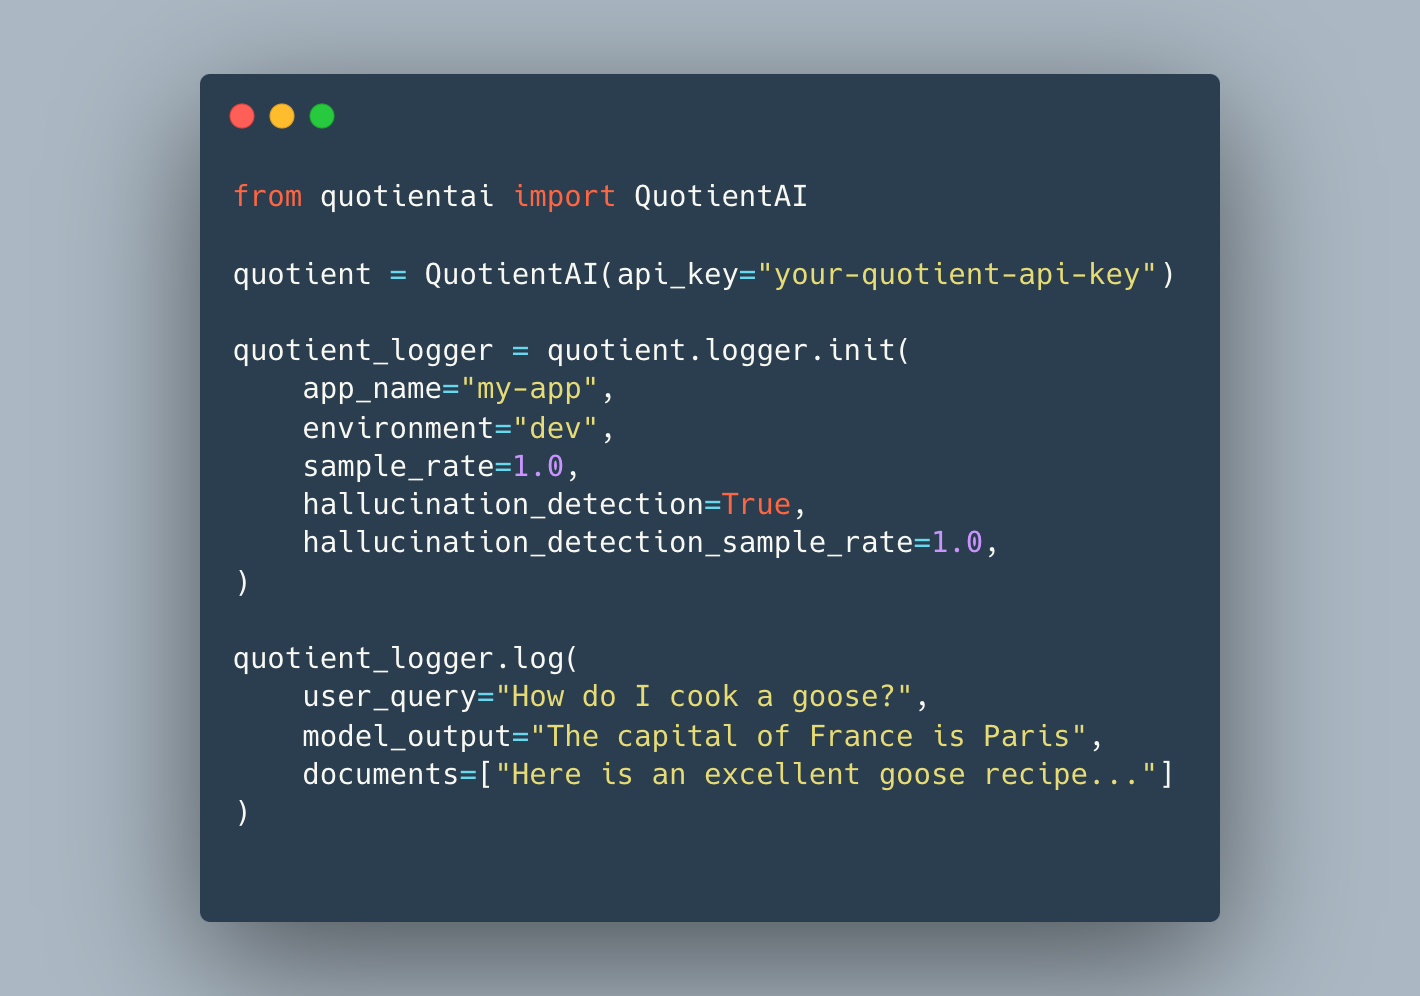 from quotientai import QuotientAI
quotient = QuotientAI(api_key="your-quotient-api-key")
quotient_logger = quotient.logger.init(
    app_name="my-app",
    environment="dev",
    sample_rate=1.0,
    hallucination_detection=True,
    hallucination_detection_sample_rate=1.0,
)
quotient_logger.log(
    user_query="How do I cook a goose?",
    model_output="The capital of France is Paris",
    documents=["Here is an excellent goose recipe..."]
)